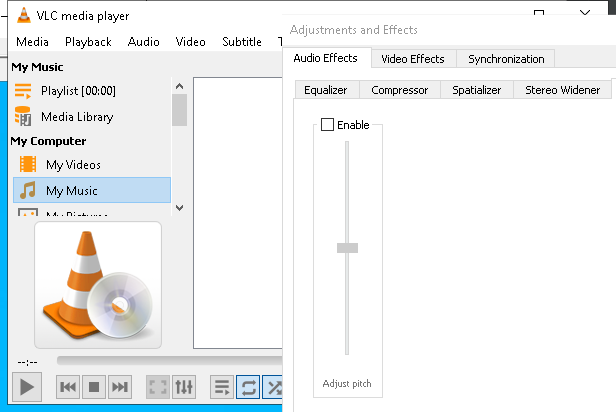 VLC media player
Media Playback Audio Video Subtitle
My Music
Playlist [00:00]
Media Library
My Computer
My Videos
My Music
My Pictures
--:--
Adjustments and Effects
Audio Effects Video Effects Synchronization
Equalizer Compressor Spatializer Stereo Widener
Enable
Adjust pitch